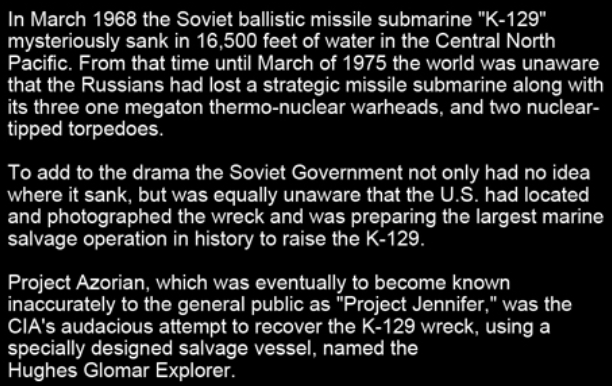 In March 1968 the Soviet ballistic missile submarine "K-129"
mysteriously sank in 16,500 feet of water in the Central North
Pacific. From that time until March of 1975 the world was unaware
that the Russians had lost a strategic missile submarine along with
its three one megaton thermo-nuclear warheads, and two nuclear-
tipped torpedoes.
To add to the drama the Soviet Government not only had no idea
where it sank, but was equally unaware that the U.S. had located
and photographed the wreck and was preparing the largest marine
salvage operation in history to raise the K-129.
Project Azorian, which was eventually to become known
inaccurately to the general public as "Project Jennifer," was the
CIA's audacious attempt to recover the K-129 wreck, using a
specially designed salvage vessel, named the
Hughes Glomar Explorer.